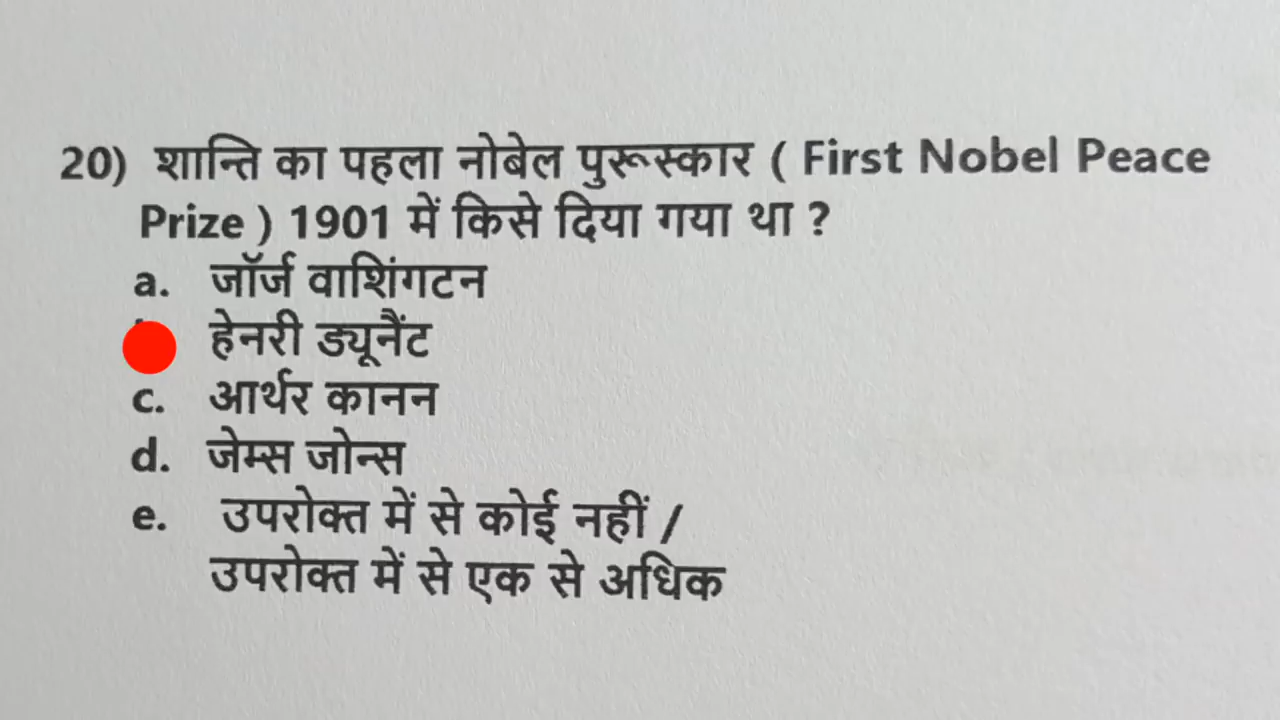 20) शान्ति का पहला नोबेल पुरूस्कार ( First Nobel Peace
Prize ) 1901 में किसे दिया गया था ?
a. जॉर्ज वाशिंगटन
हेनरी ड्यूनैंट
c. आर्थर कानन
d. जेम्स जोन्स
e. उपरोक्त में से कोई नहीं /
उपरोक्त में से एक से अधिक